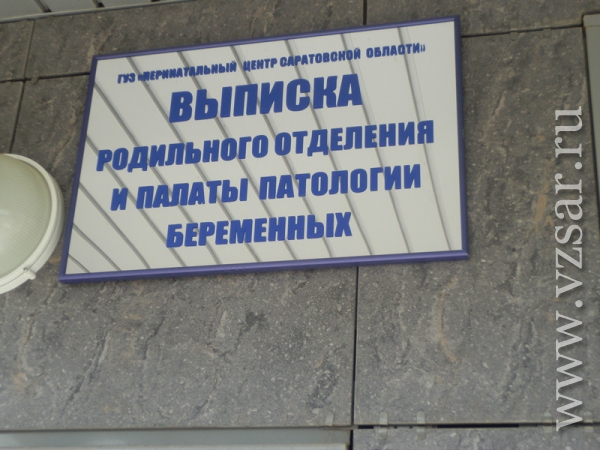 ГУЗ «ПЕРИНАТАЛЬНЫЙ ЦЕНТР САРАТОВСКОЙ ОБЛАСТИ»
ВЫПИСКА
РОДИЛЬНОГО ОТДЕЛЕНИЯ
И ПАЛАТЫ ПАТОЛОГИИ
БЕРЕМЕННЫХ
www.vzsar.ru